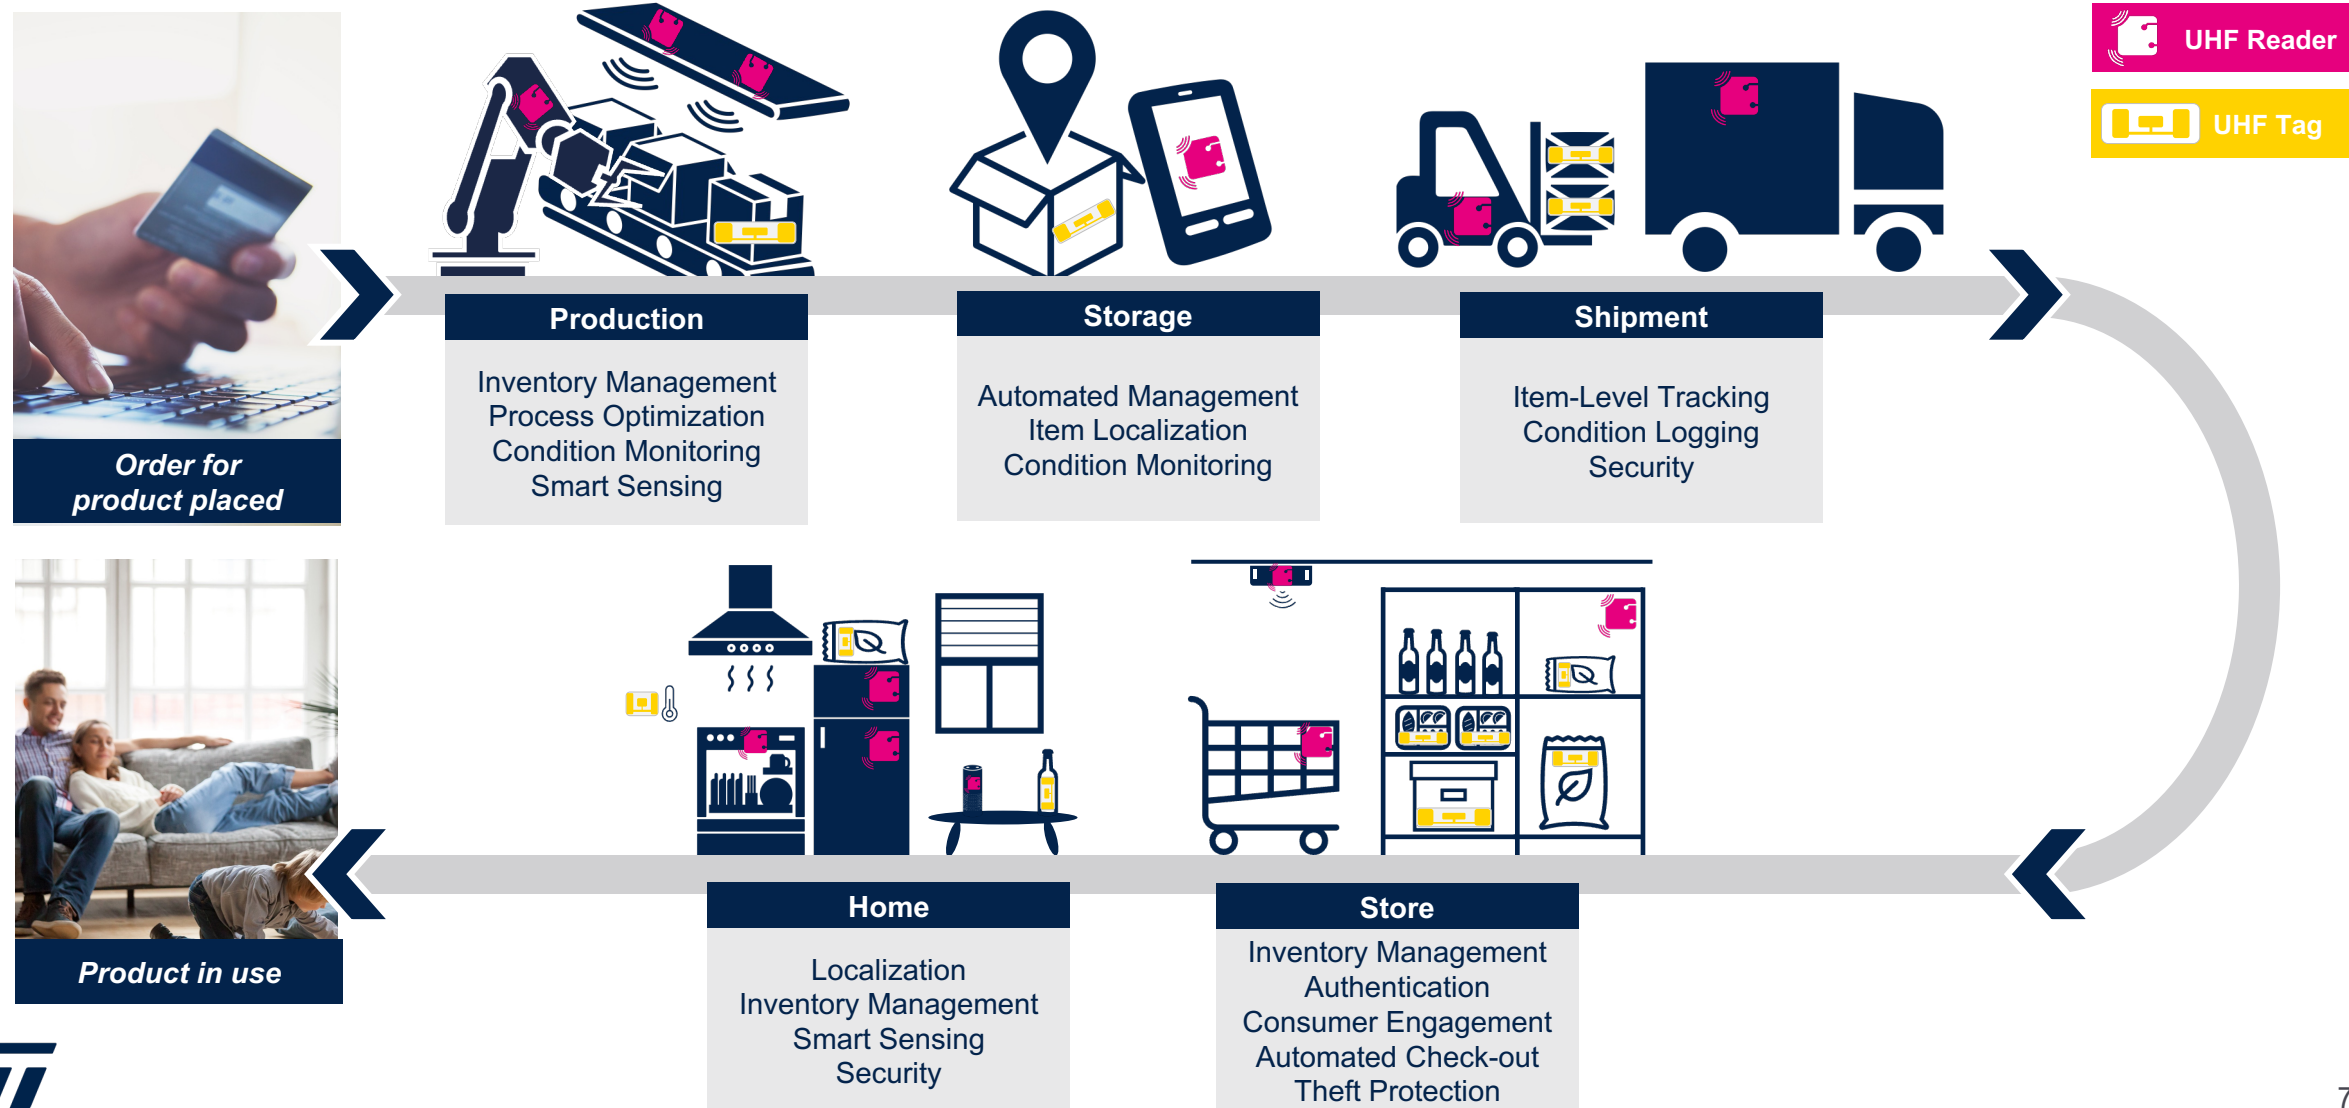 UHF Reader
UHF Tag
Order for
product placed
Production
Inventory Management
Process Optimization
Condition Monitoring
Smart Sensing
Storage
Automated Management
Item Localization
Condition Monitoring
Shipment
Item-Level Tracking
Condition Logging
Security
Product in use
Home
Localization
Inventory Management
Smart Sensing
Security
Store
Inventory Management
Authentication
Consumer Engagement
Automated Check-out
Theft Protection
7